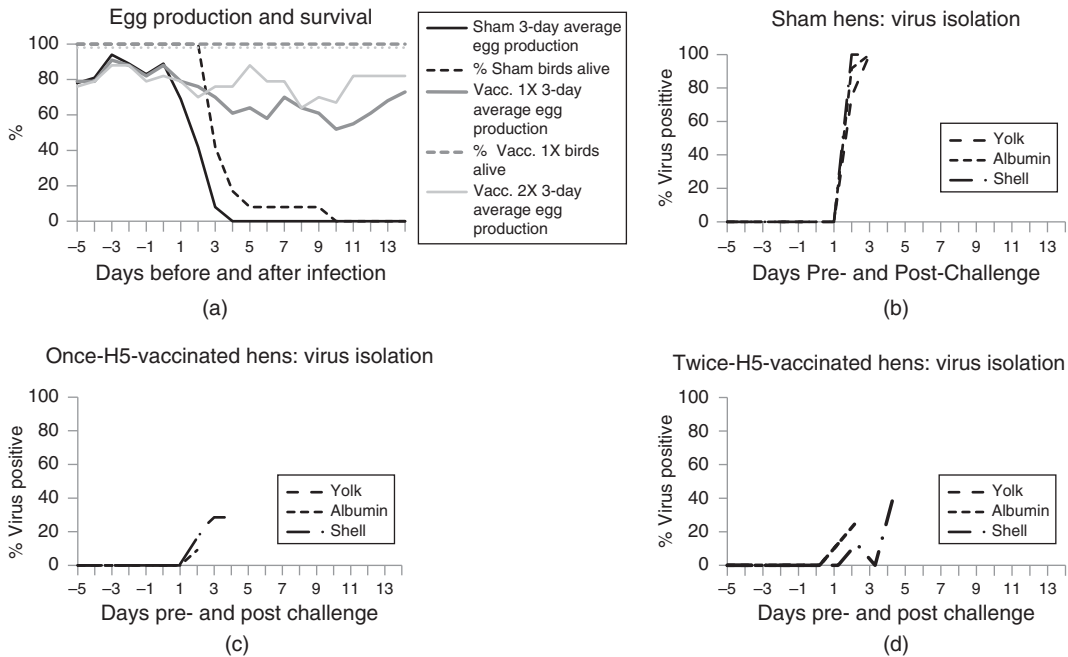 Egg production and survival
100
80
60
40
20
0
%
–5 –3 –1 1 3 5 7 9 11 13
Days before and after infection
(a)
Sham 3-day average
egg production
% Sham birds alive
Vacc. 1X 3-day
average egg
production
% Vacc. 1X birds
alive
Vacc. 2X 3-day
average egg
production
Sham hens: virus isolation
100
80
60
40
20
0
% Virus posittive
–5 –3 –1 1 3 5 7 9 11 13
Days Pre- and Post-Challenge
(b)
Yolk
Albumin
Shell
Once-H5-vaccinated hens: virus isolation
100
80
60
40
20
0
% Virus positive
–5 –3 –1 1 3 5 7 9 11 13
Days pre- and post challenge
(c)
Yolk
Albumin
Shell
Twice-H5-vaccinated hens: virus isolation
100
80
60
40
20
0
% Virus positive
–5 –3 –1 1 3 5 7 9 11 13
Days pre- and post challenge
(d)
Yolk
Albumin
Shell